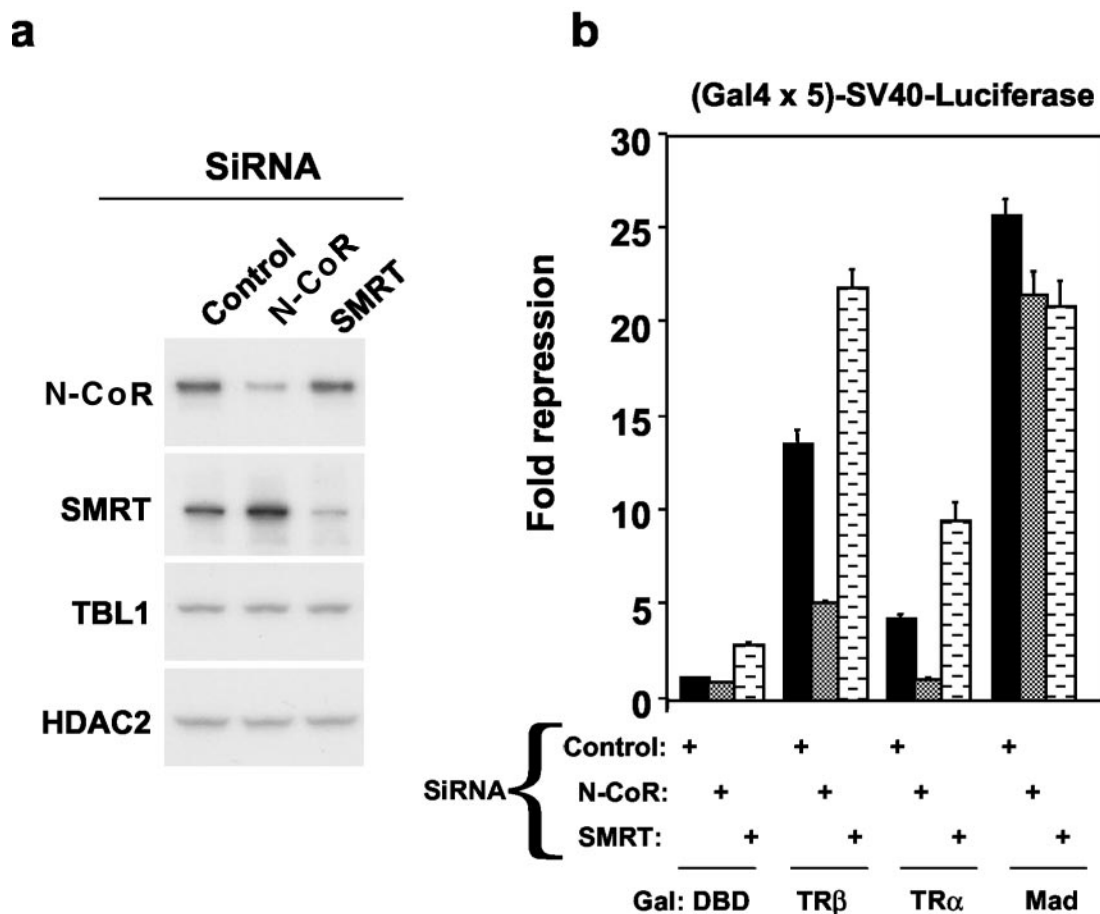 a
SiRNA
Control
N-CoR
SMRT
N-CoR
SMRT
TBL1
HDAC2
b
(Gal4 x 5)-SV40-Luciferase
Fold repression
30
25
20
15
10
5
0
SiRNA
Control: + + + +
N-CoR: + + + +
SMRT: + + + +
Gal: DBD TRβ TRα Mad